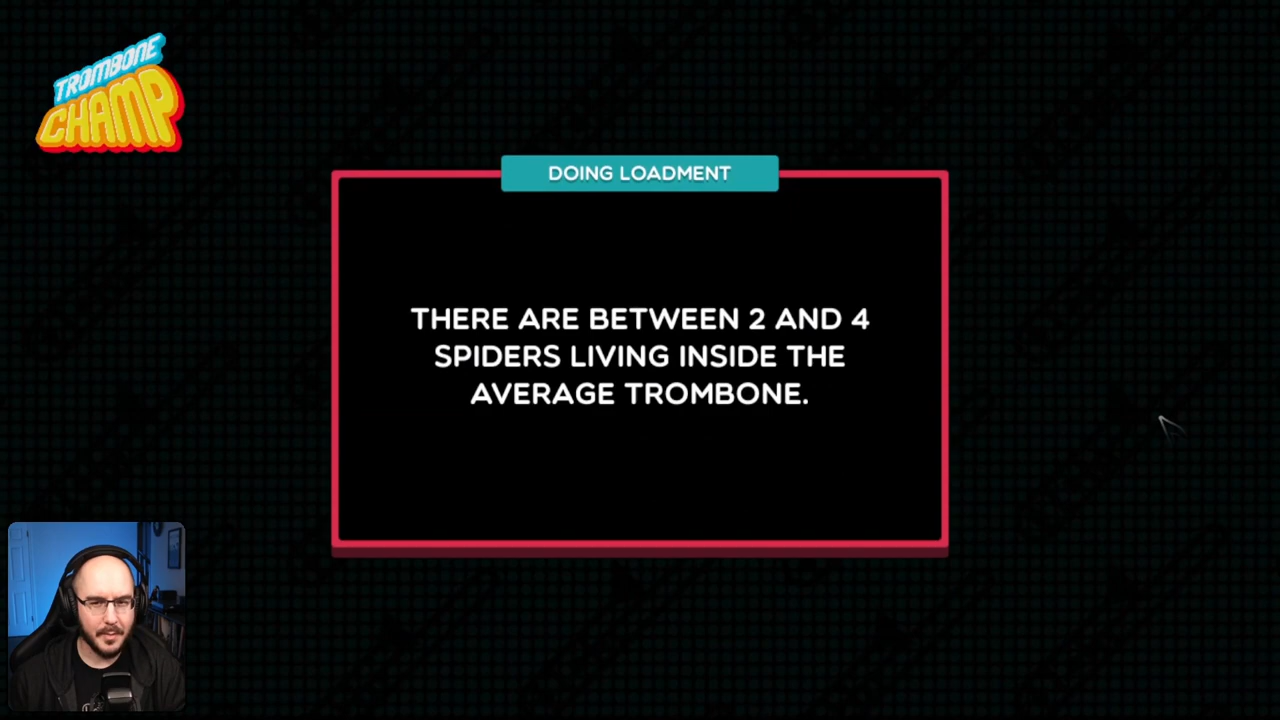 TROMBONE
CHAMP
DOING LOADMENT
THERE ARE BETWEEN 2 AND 4
SPIDERS LIVING INSIDE THE
AVERAGE TROMBONE.